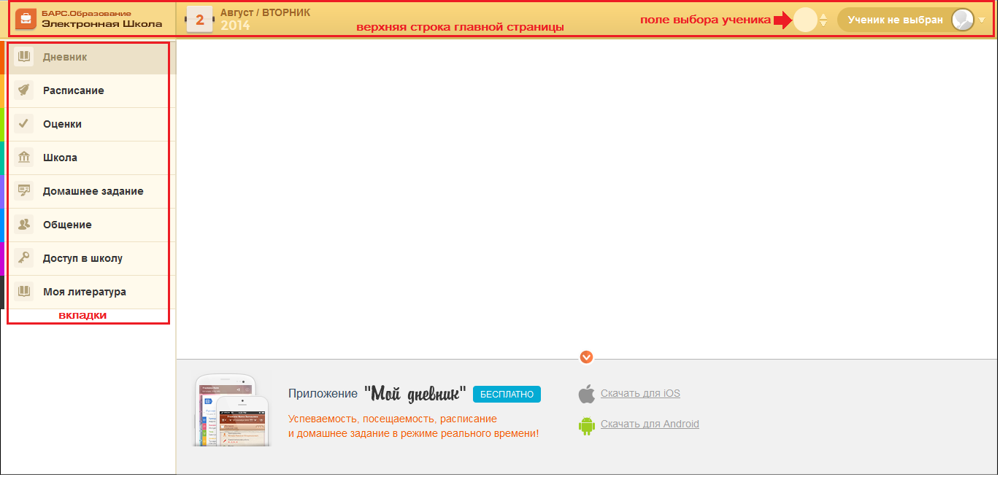 БАРС.Образование
Электронная Школа
2
Август / ВТОРНИК
2014
верхняя строка главной страницы
поле выбора ученика
Ученик не выбран
Дневник
Расписание
Оценки
Школа
Домашнее задание
Общение
Доступ в школу
Моя литература
вкладки
Приложение "Мой дневник" БЕСПЛАТНО
Успеваемость, посещаемость, расписание
и домашнее задание в режиме реального времени!
Скачать для iOS
Скачать для Android